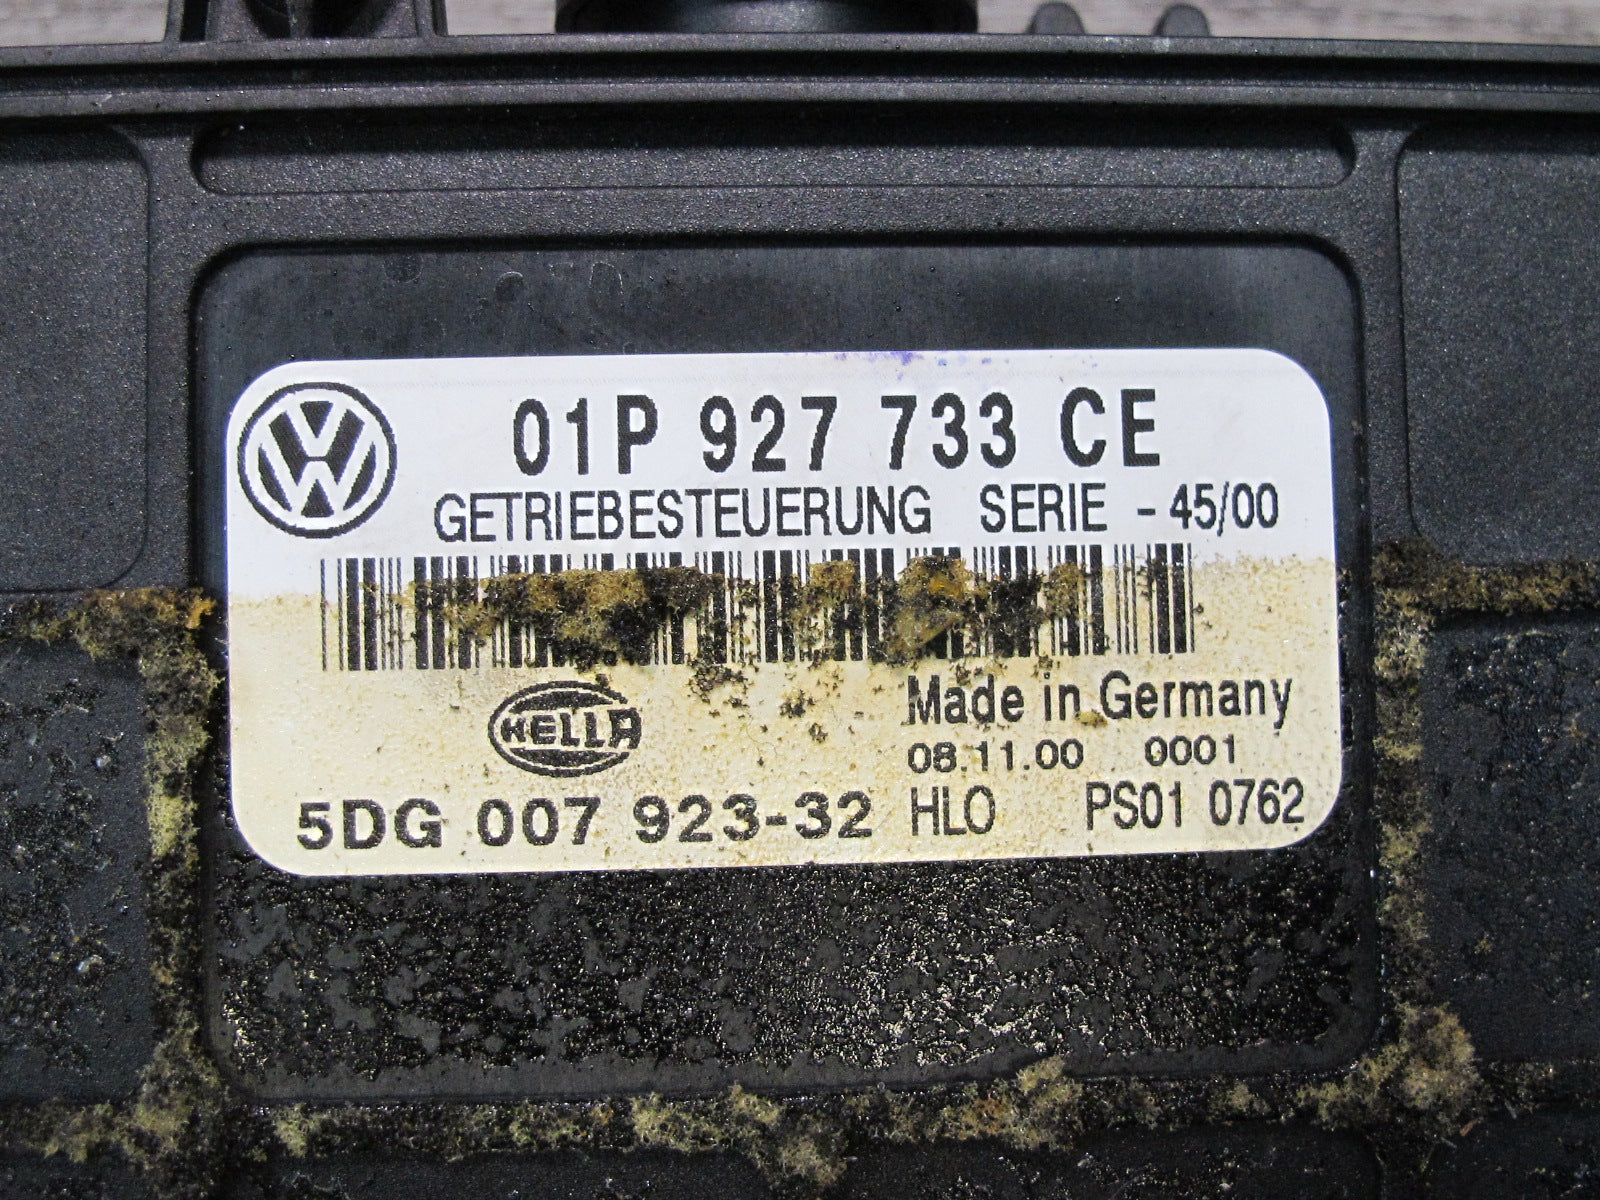 01P 927 733 CE
GETRIEBESTEUERUNG SERIE - 45/00
HELLA
Made in Germany
08.11.00 0001
5DG 007 923-32 HLO PS01 0762